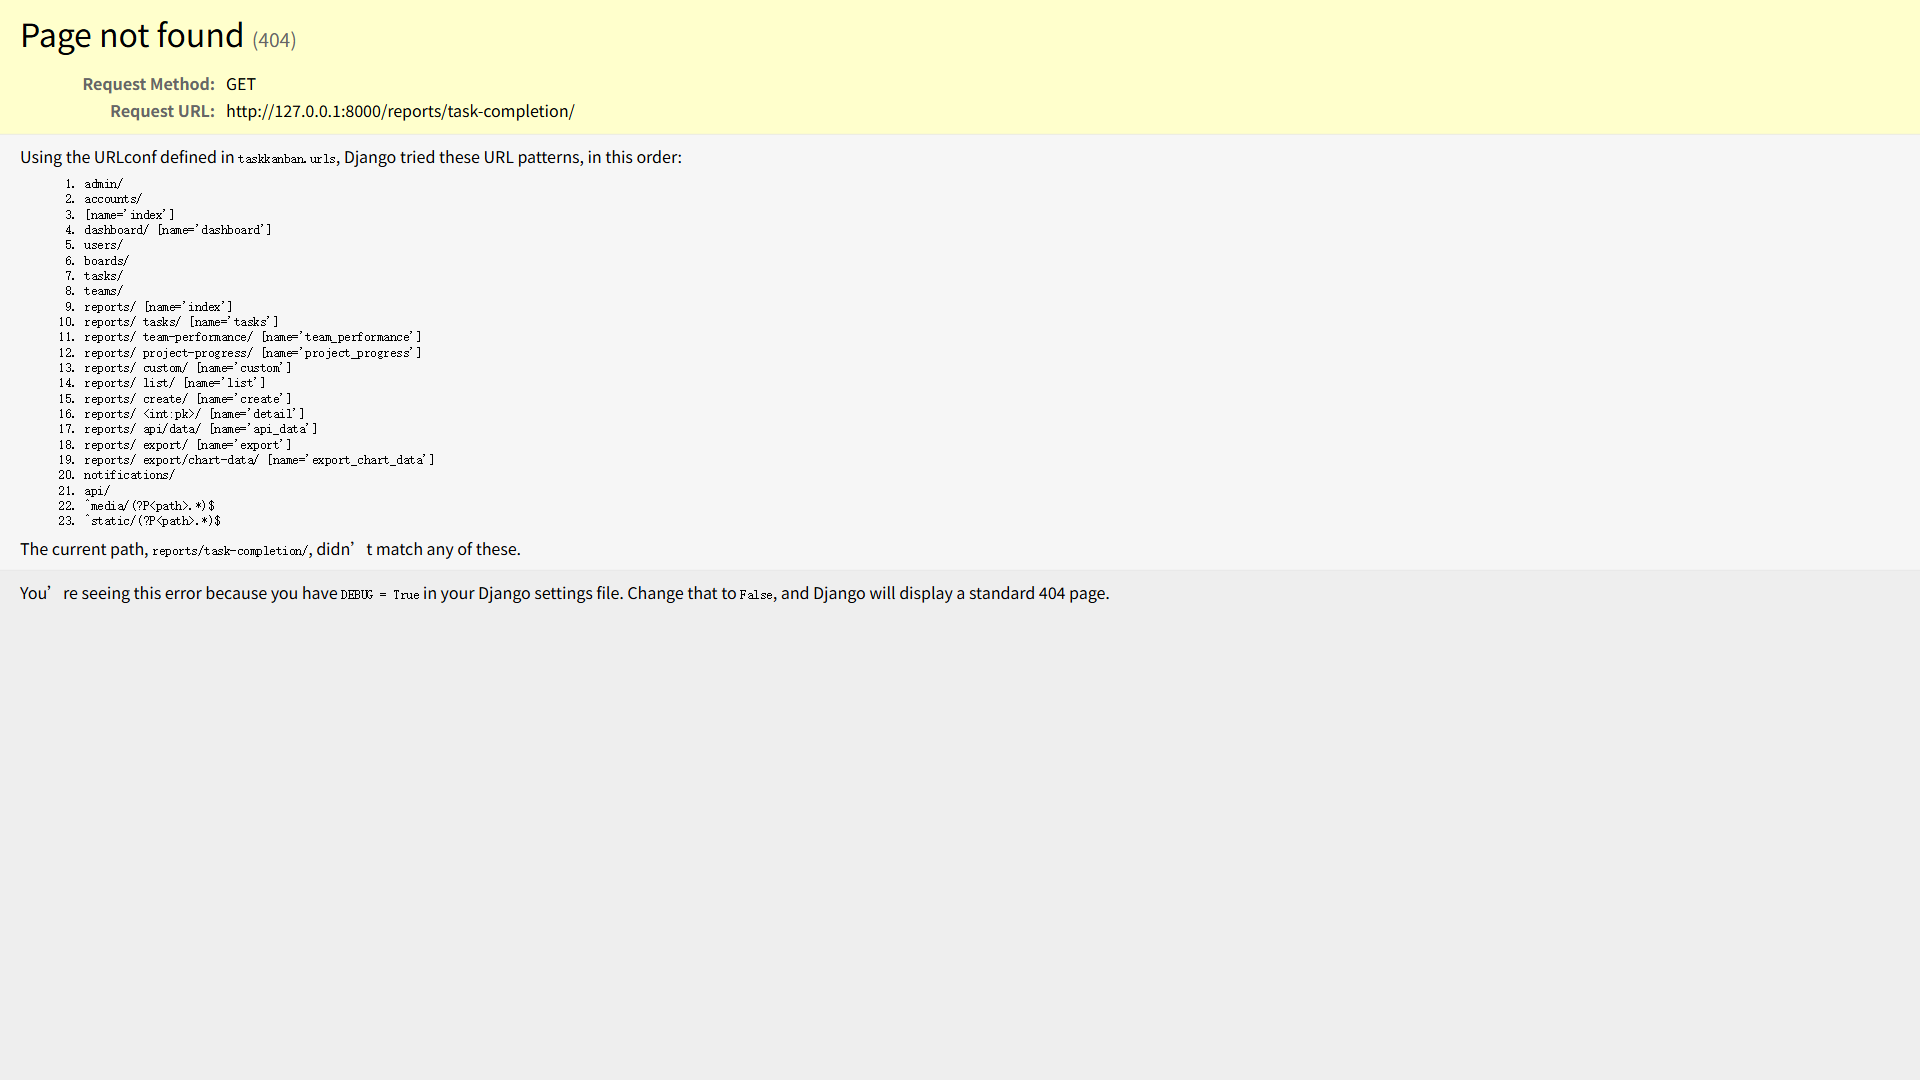 Page not found (404)
Request Method: GET
Request URL: http://127.0.0.1:8000/reports/task-completion/
Using the URLconf defined in taskkanban.urls, Django tried these URL patterns, in this order:
1. admin/
2. accounts/
3. [name='index']
4. dashboard/ [name='dashboard']
5. users/
6. boards/
7. tasks/
8. teams/
9. reports/ [name='index']
10. reports/ tasks/ [name='tasks']
11. reports/ team-performance/ [name='team_performance']
12. reports/ project-progress/ [name='project_progress']
13. reports/ custom/ [name='custom']
14. reports/ list/ [name='list']
15. reports/ create/ [name='create']
16. reports/ <int:pk>/ [name='detail']
17. reports/ api/data/ [name='api_data']
18. reports/ export/ [name='export']
19. reports/ export/chart-data/ [name='export_chart_data']
20. notifications/
21. api/
22. ^media/(?P<path>.*)$
23. ^static/(?P<path>.*)$
The current path, reports/task-completion/, didn’t match any of these.
You’re seeing this error because you have DEBUG = True in your Django settings file. Change that to False, and Django will display a standard 404 page.